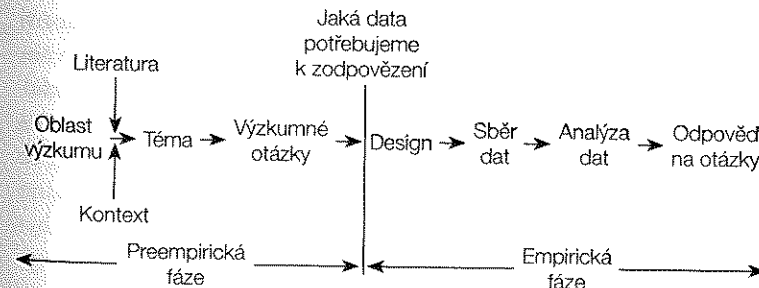 Jaká data
potřebujeme
k zodpovězení
Literatura
Oblast
výzkumu
Téma
Výzkumné
otázky
Design
Sběr
dat
Analýza
dat
Odpověď
na otázky
Kontext
Preempirická
fáze
Empirická
fáze